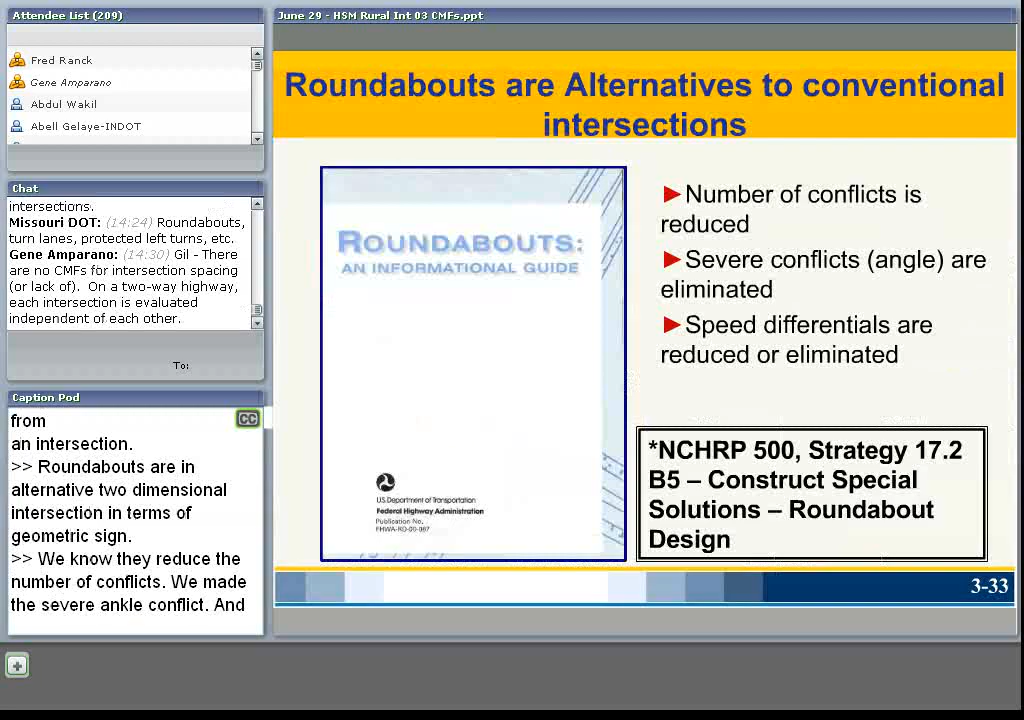 Attendee List (209)
Fred Ranck
Gene Amparano
Abdul Wakil
Abell Gelaye-INDOT
Chat
intersections.
Missouri DOT: (14:24) Roundabouts,
turn lanes, protected left turns, etc.
Gene Amparano: (14:30) Gil - There
are no CMFs for intersection spacing
(or lack of). On a two-way highway,
each intersection is evaluated
independent of each other.
To:
Caption Pod
CC
from
an intersection.
>> Roundabouts are in
alternative two dimensional
intersection in terms of
geometric sign.
>> We know they reduce the
number of conflicts. We made
the severe ankle conflict. And
June 29 - HSM Rural Int 03 CMFs.ppt
Roundabouts are Alternatives to conventional
intersections
ROUNDABOUTS:
AN INFORMATIONAL GUIDE
U.S.Department of Transportation
Federal Highway Administration
Publication No.
FHWA-RD-00-067
►Number of conflicts is
reduced
►Severe conflicts (angle) are
eliminated
►Speed differentials are
reduced or eliminated
*NCHRP 500, Strategy 17.2
B5 – Construct Special
Solutions – Roundabout
Design
3-33